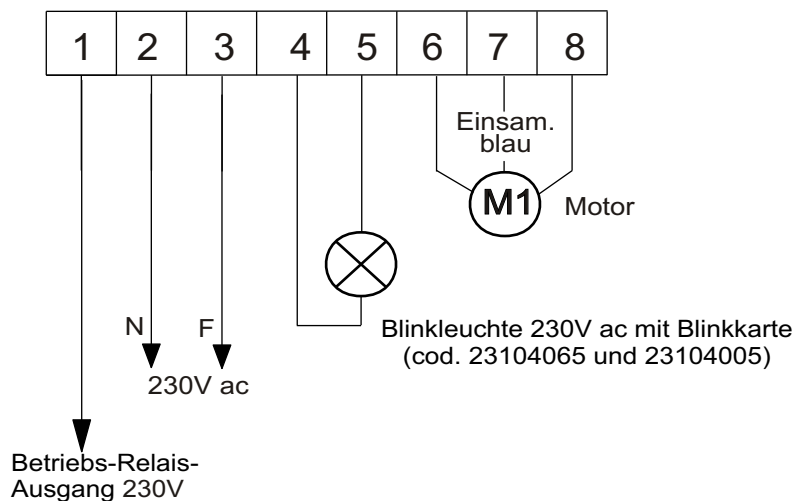 1 2 3 4 5 6 7 8
Einsam.
blau
M1 Motor
N F
230V ac
Blinkleuchte 230V ac mit Blinkkarte
(cod. 23104065 und 23104005)
Betriebs-Relais-
Ausgang 230V